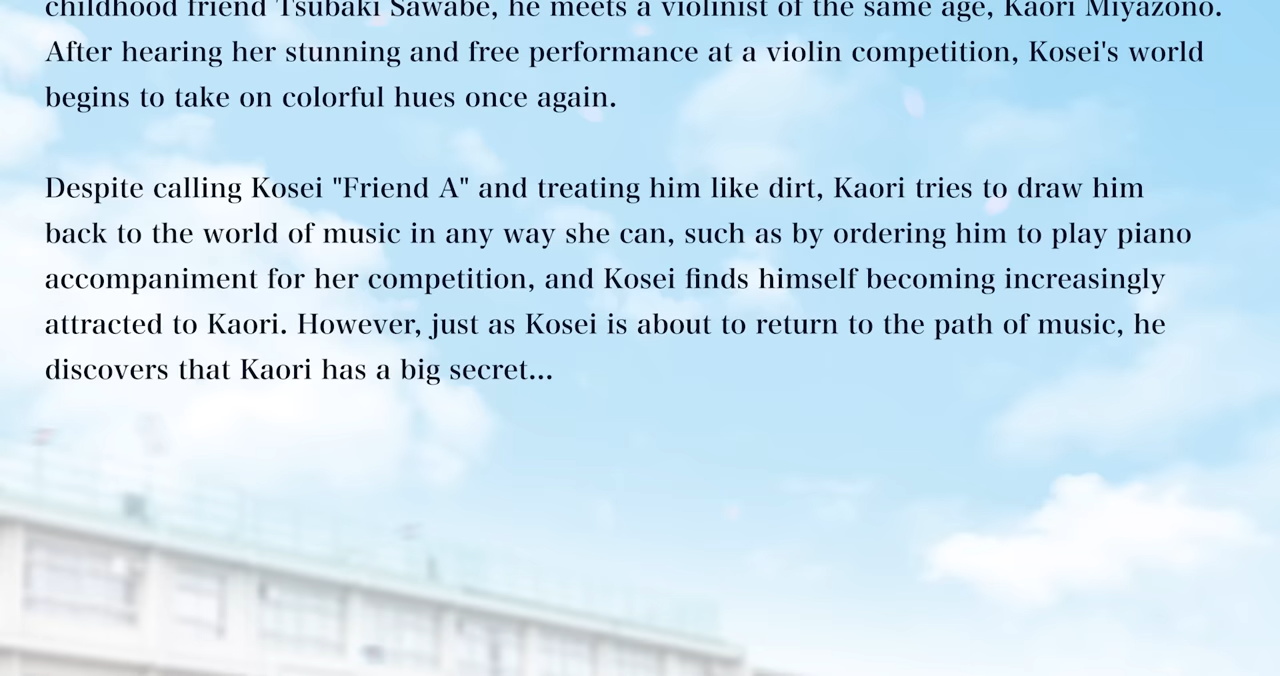 childhood friend Tsubaki Sawabe, he meets a violinist of the same age, Kaori Miyazono.
After hearing her stunning and free performance at a violin competition, Kosei's world
begins to take on colorful hues once again.
Despite calling Kosei "Friend A" and treating him like dirt, Kaori tries to draw him
back to the world of music in any way she can, such as by ordering him to play piano
accompaniment for her competition, and Kosei finds himself becoming increasingly
attracted to Kaori. However, just as Kosei is about to return to the path of music, he
discovers that Kaori has a big secret...